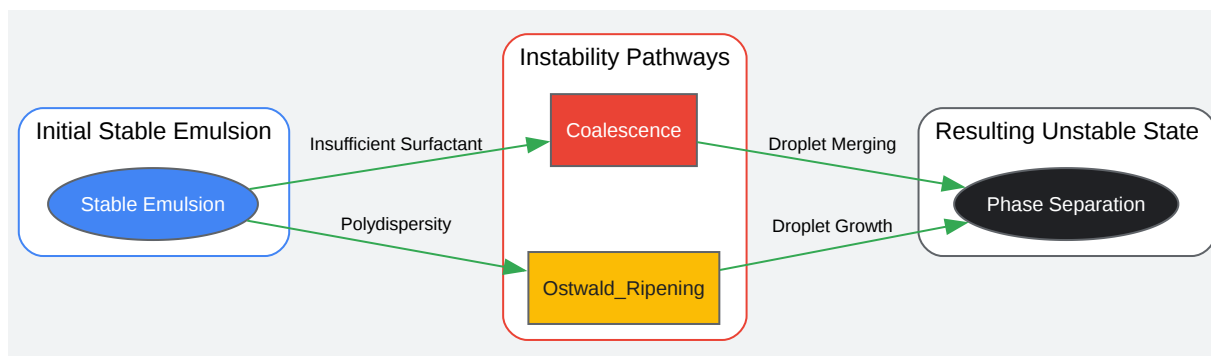 Initial Stable Emulsion
Stable Emulsion
Insufficient Surfactant
Polydispersity
Instability Pathways
Coalescence
Ostwald_Ripening
Droplet Merging
Droplet Growth
Resulting Unstable State
Phase Separation